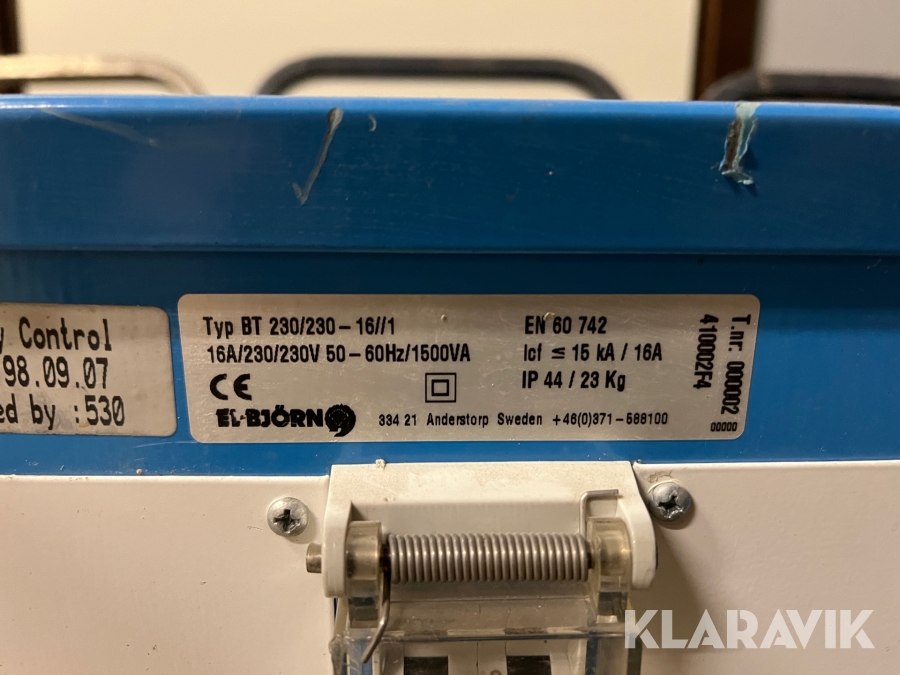 y Control
98.09.07
ed by :530
Typ BT 230/230-16//1
16A/230/230V 50-60Hz/1500VA
CE
EL-BJÖRN
EN 60 742
Icf ≤ 15 kA / 16A
IP 44 / 23 Kg
334 21 Anderstorp Sweden +46(0)371-588100
T.nr. 000002
410002F4
00000
KLARAVIK